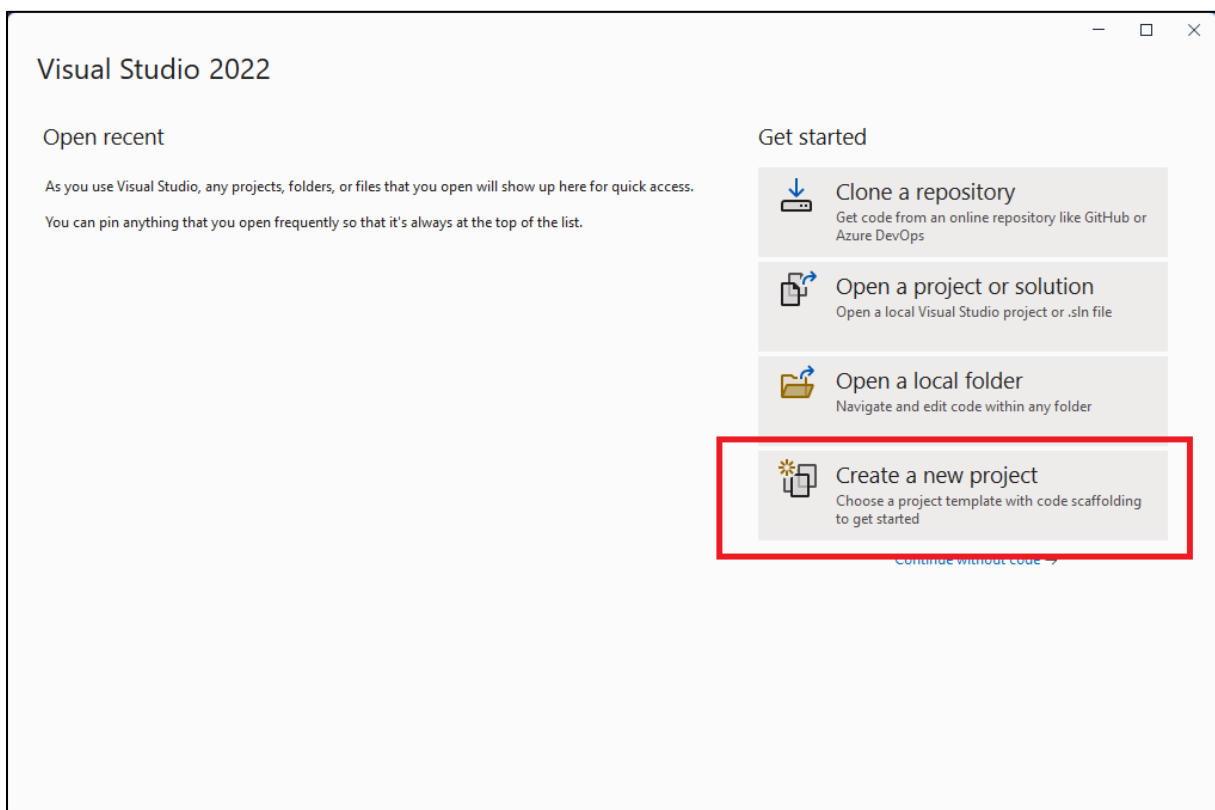 Visual Studio 2022
Open recent
As you use Visual Studio, any projects, folders, or files that you open will show up here for quick access.
You can pin anything that you open frequently so that it's always at the top of the list.
Get started
Clone a repository
Get code from an online repository like GitHub or
Azure DevOps
Open a project or solution
Open a local Visual Studio project or .sln file
Open a local folder
Navigate and edit code within any folder
Create a new project
Choose a project template with code scaffolding
to get started
Continue without code →